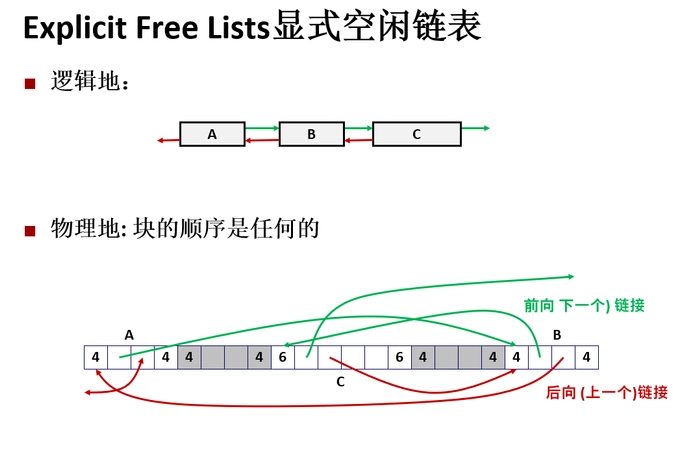 Explicit Free Lists显式空闲链表
逻辑地：
A B C
物理地: 块的顺序是任何的
前向 下一个) 链接
A B
4 4 4 4 6 6 4 4 4 4
C
后向 (上一个)链接